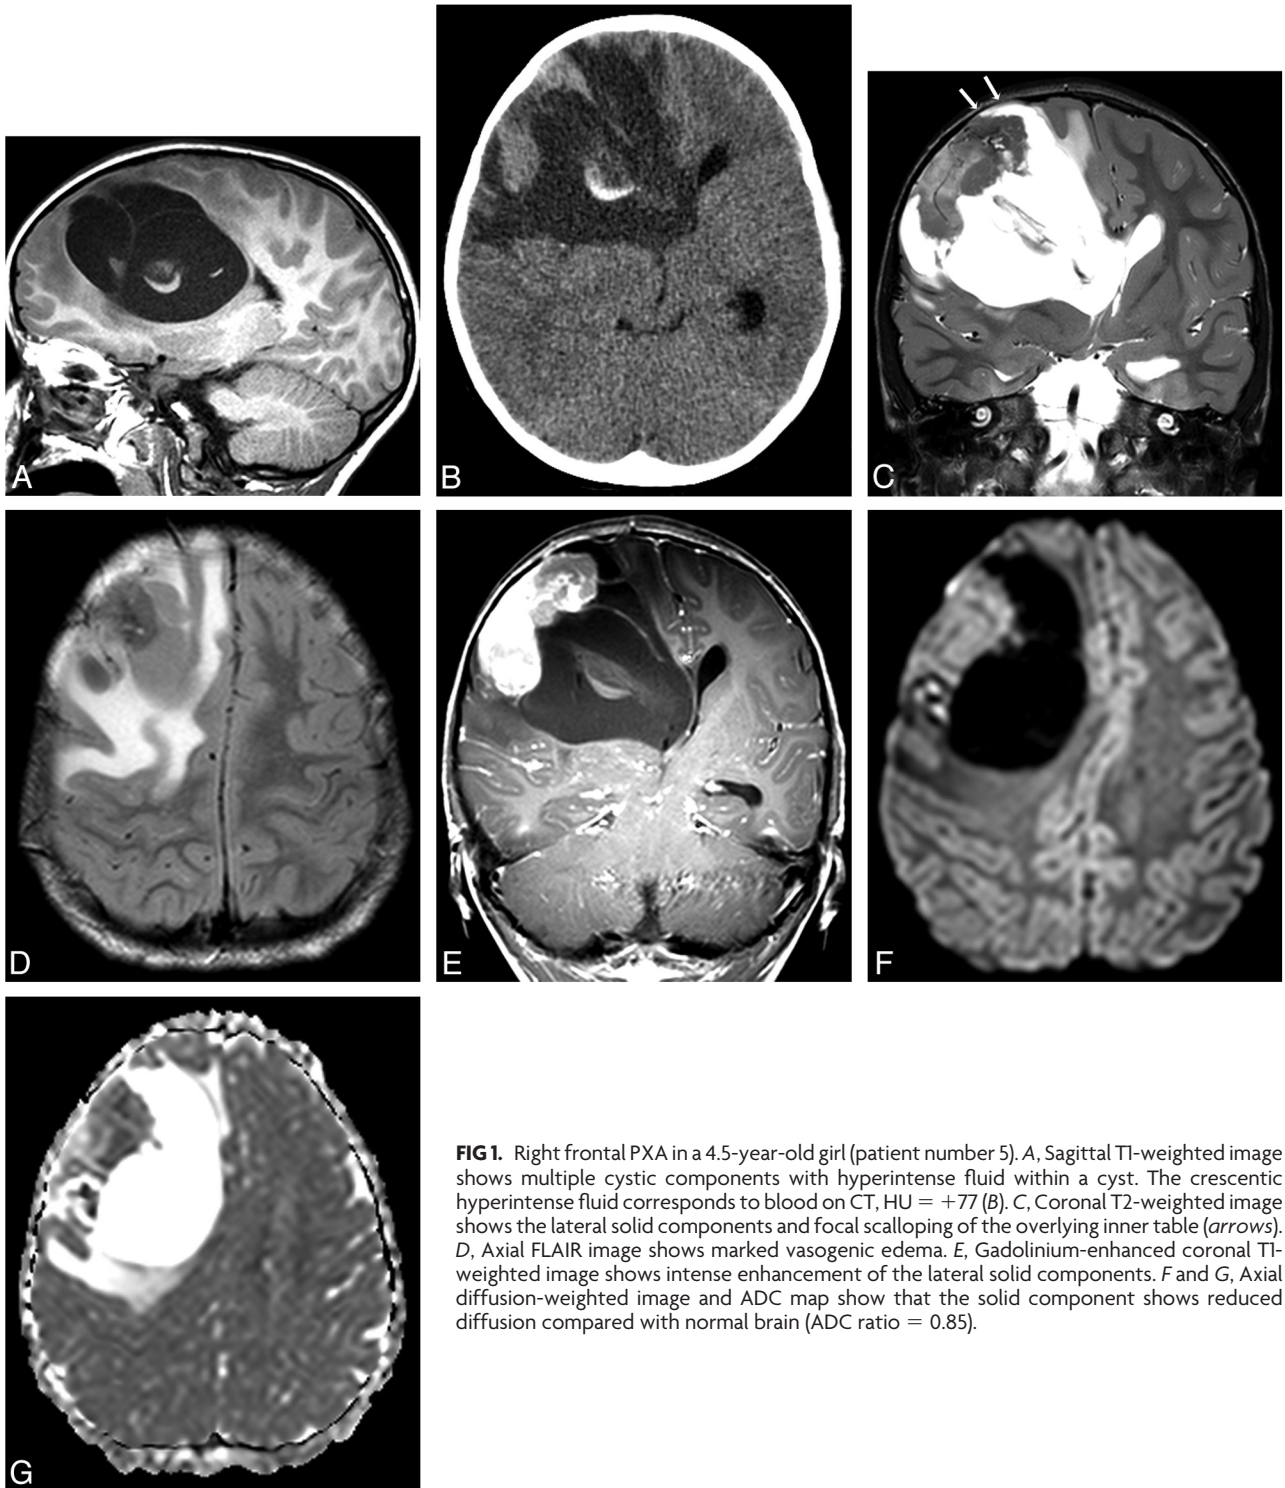 A
B
C
D
E
F
G
FIG 1. Right frontal PXA in a 4.5-year-old girl (patient number 5). A, Sagittal T1-weighted image
shows multiple cystic components with hyperintense fluid within a cyst. The crescentic
hyperintense fluid corresponds to blood on CT, HU = +77 (B). C, Coronal T2-weighted image
shows the lateral solid components and focal scalloping of the overlying inner table (arrows).
D, Axial FLAIR image shows marked vasogenic edema. E, Gadolinium-enhanced coronal T1-
weighted image shows intense enhancement of the lateral solid components. F and G, Axial
diffusion-weighted image and ADC map show that the solid component shows reduced
diffusion compared with normal brain (ADC ratio = 0.85).